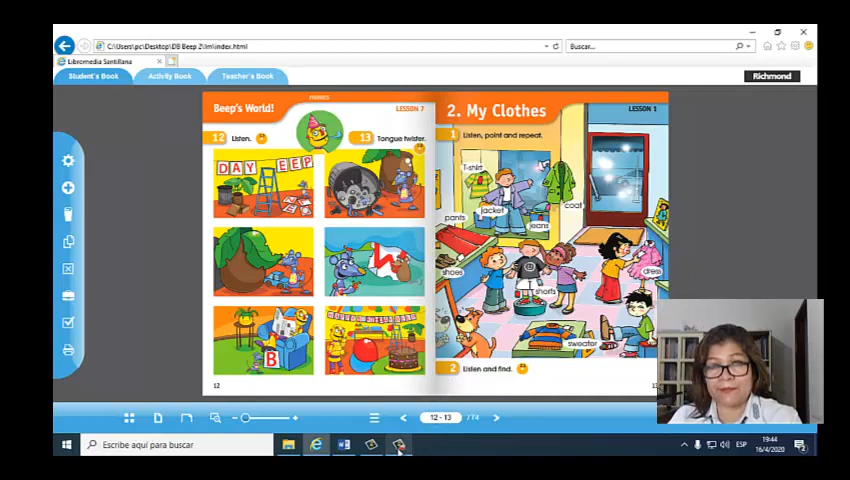 C:\Users\pc\Desktop\DB Beep 2\lm\index.html
Buscar...
Libromedia Santillana
Student's Book
Activity Book
Teacher's Book
Richmond
Beep's World!
PHONICS
LESSON 7
12 Listen.
13 Tongue twister.
DAY EEP
B
12
2. My Clothes
LESSON 1
1 Listen, point and repeat.
T-shirt
jacket
coat
pants
jeans
shoes
dress
shorts
sweater
2 Listen and find.
12 - 13 / 74
Escribe aquí para buscar
ESP
19:44
16/4/2020
2